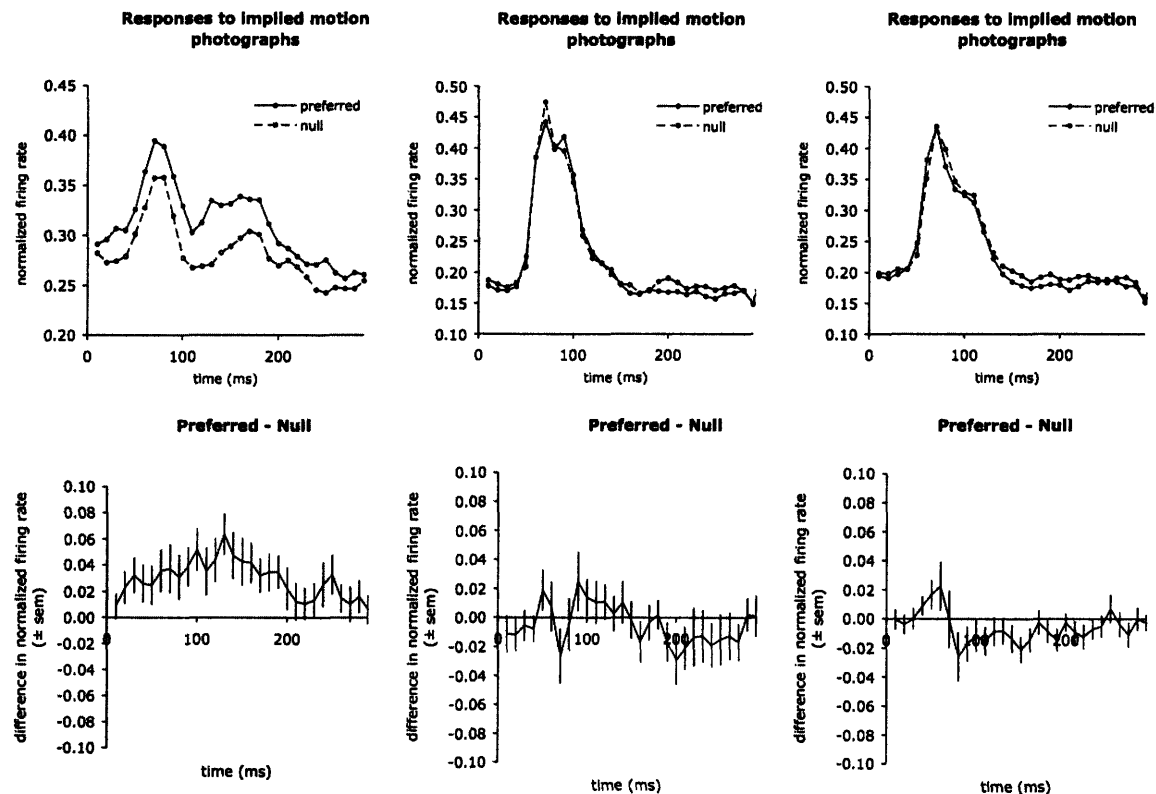 Responses to implied motion
photographs
0.45
0.40
0.35
0.30
0.25
0.20
normalized firing rate
preferred
null
0
100
200
time (ms)
Responses to implied motion
photographs
0.50
0.45
0.40
0.35
0.30
0.25
0.20
0.15
0.10
normalized firing rate
preferred
null
0
100
200
time (ms)
Responses to implied motion
photographs
0.50
0.45
0.40
0.35
0.30
0.25
0.20
0.15
0.10
normalized firing rate
preferred
null
0
100
200
time (ms)
Preferred - Null
0.10
0.08
0.06
0.04
0.02
0.00
-0.02
-0.04
-0.06
-0.08
-0.10
difference in normalized firing rate
(± sem)
0
100
200
time (ms)
Preferred - Null
0.10
0.08
0.06
0.04
0.02
0.00
-0.02
-0.04
-0.06
-0.08
-0.10
difference in normalized firing rate
(± sem)
0
100
200
time (ms)
Preferred - Null
0.10
0.08
0.06
0.04
0.02
0.00
-0.02
-0.04
-0.06
-0.08
-0.10
difference in normalized firing rate
(± sem)
0
100
200
time (ms)